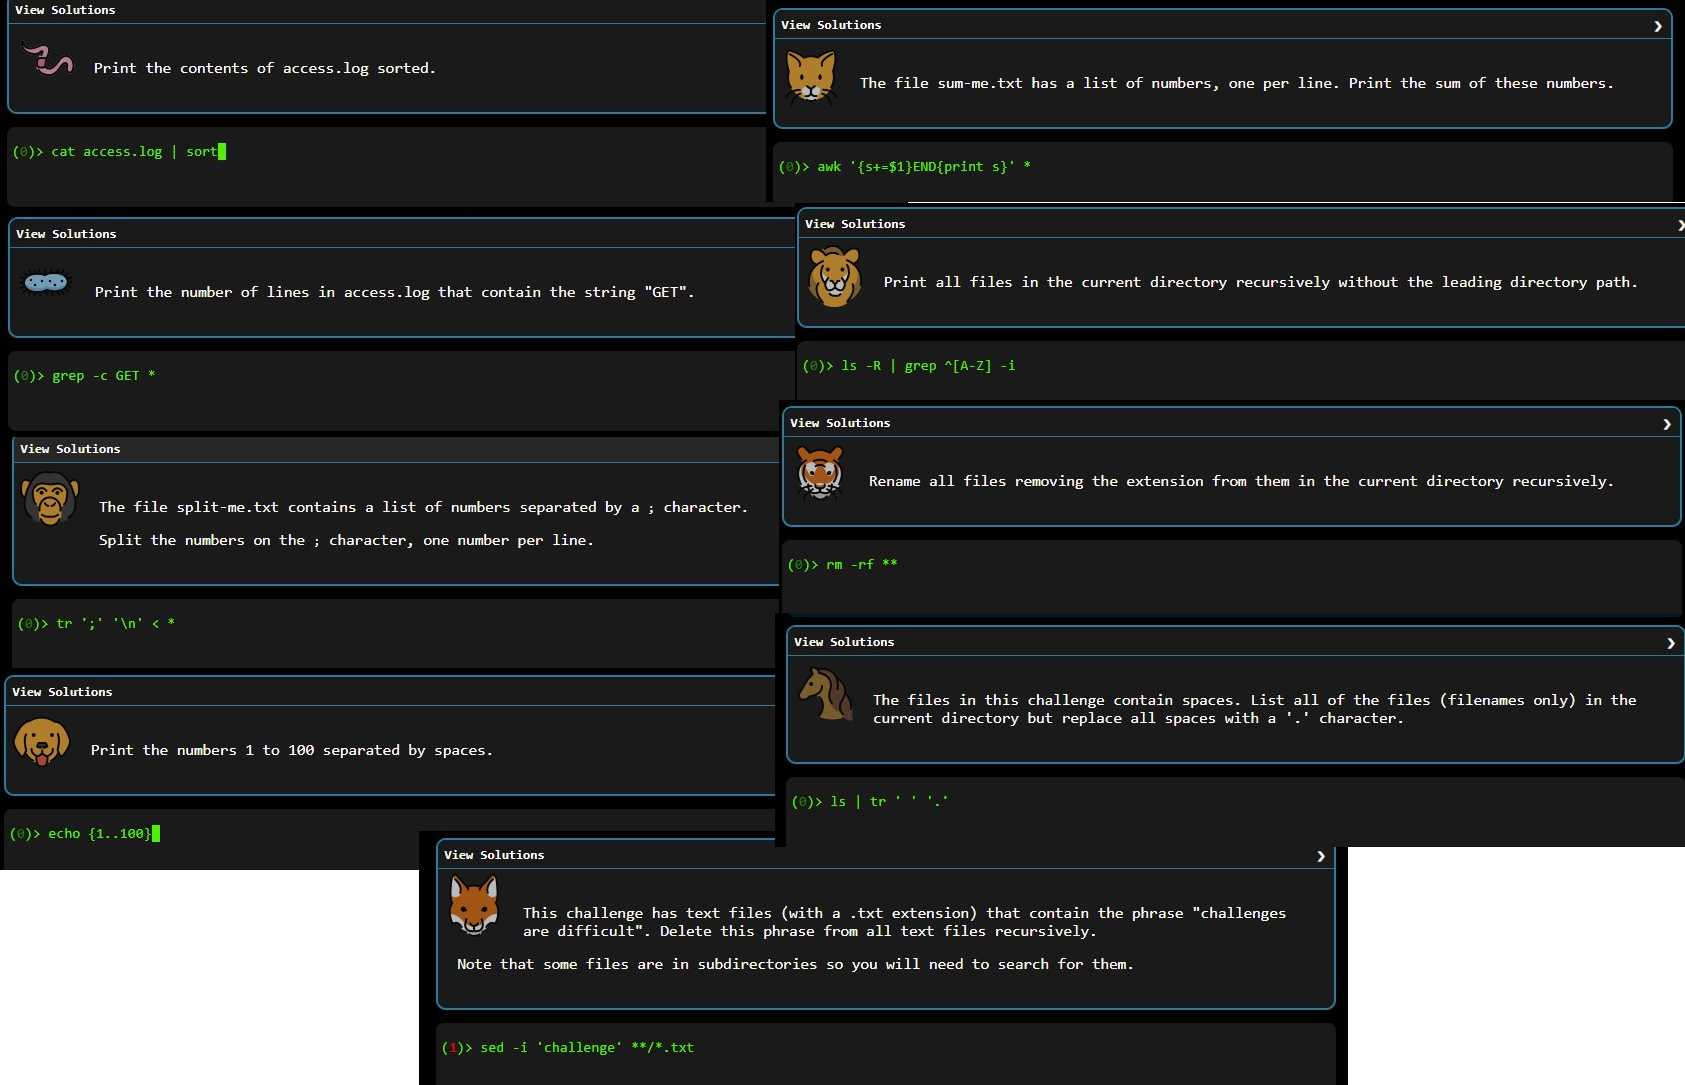 View Solutions
Print the contents of access.log sorted.
(0)> cat access.log | sort
View Solutions
Print the number of lines in access.log that contain the string "GET".
(0)> grep -c GET *
View Solutions
The file split-me.txt contains a list of numbers separated by a ; character.
Split the numbers on the ; character, one number per line.
(0)> tr ';' '\n' < *
View Solutions
Print the numbers 1 to 100 separated by spaces.
(0)> echo {1..100}
View Solutions ❯
The file sum-me.txt has a list of numbers, one per line. Print the sum of these numbers.
(0)> awk '{s+=$1}END{print s}' *
View Solutions ❯
Print all files in the current directory recursively without the leading directory path.
(0)> ls -R | grep ^[A-Z] -i
View Solutions ❯
Rename all files removing the extension from them in the current directory recursively.
(0)> rm -rf **
View Solutions ❯
The files in this challenge contain spaces. List all of the files (filenames only) in the
current directory but replace all spaces with a '.' character.
(0)> ls | tr ' ' '.'
View Solutions ❯
This challenge has text files (with a .txt extension) that contain the phrase "challenges
are difficult". Delete this phrase from all text files recursively.
Note that some files are in subdirectories so you will need to search for them.
(1)> sed -i 'challenge' **/*.txt